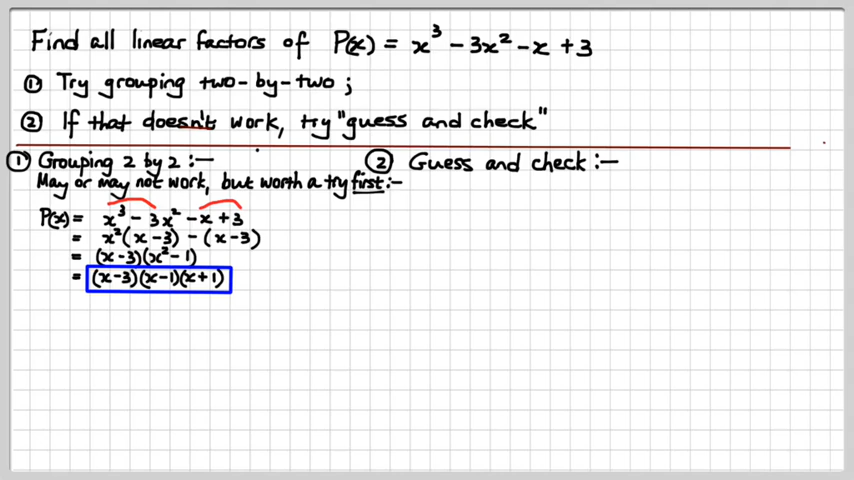 Find all linear factors of P(x) = x³ - 3x² - x + 3
① Try grouping two-by-two ;
② If that doesn't work, try "guess and check"
① Grouping 2 by 2 :-
May or may not work, but worth a try first:-
P(x) = x³ - 3x² - x + 3
= x²(x-3) - (x-3)
= (x-3)(x²-1)
= (x-3)(x-1)(x+1)
② Guess and check :-